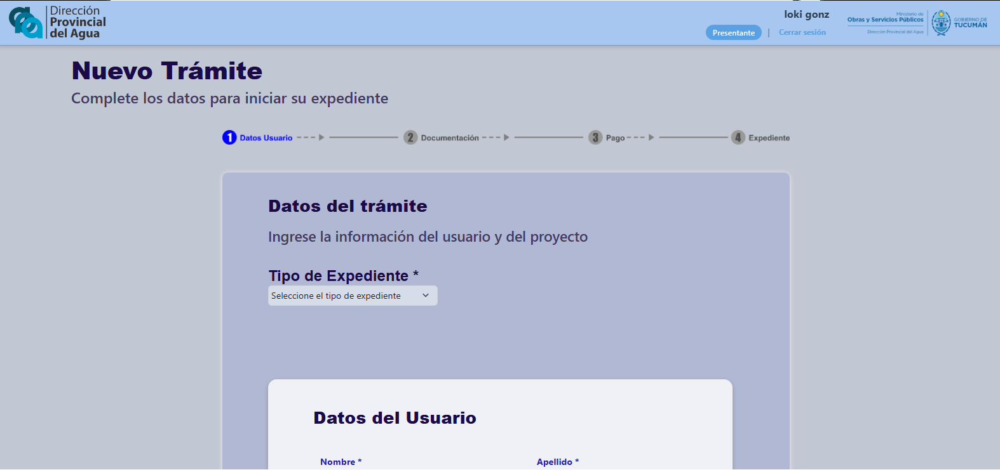 Dirección
Provincial
del Agua
loki gonz
Presentante | Cerrar sesión
Ministerio de
Obras y Servicios Públicos
Dirección Provincial del Agua
GOBIERNO DE
TUCUMÁN
Nuevo Trámite
Complete los datos para iniciar su expediente
1 Datos Usuario
2 Documentación
3 Pago
4 Expediente
Datos del trámite
Ingrese la información del usuario y del proyecto
Tipo de Expediente *
Seleccione el tipo de expediente
Datos del Usuario
Nombre *
Apellido *